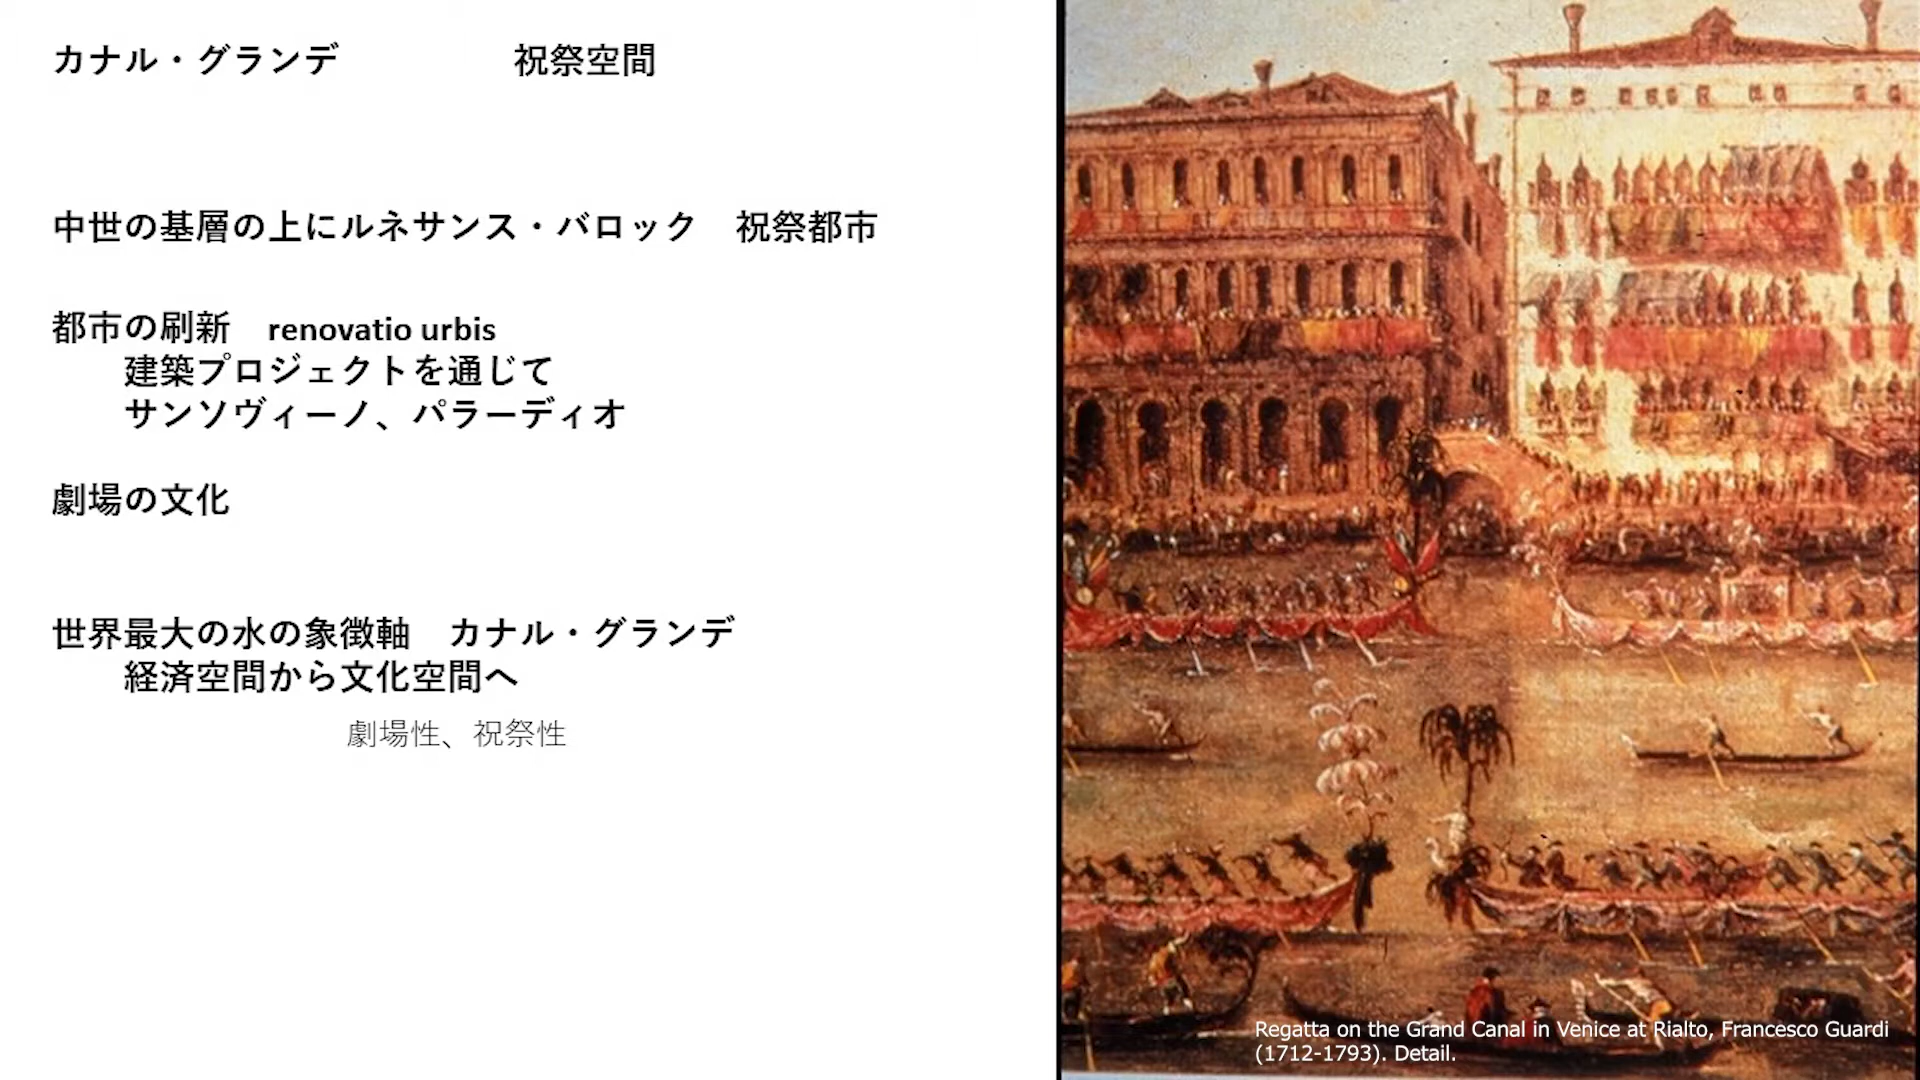 カナル・グランデ　　　　　祝祭空間
中世の基層の上にルネサンス・バロック　祝祭都市
都市の刷新　renovatio urbis
建築プロジェクトを通じて
サンソヴィーノ、パラーディオ
劇場の文化
世界最大の水の象徴軸　カナル・グランデ
経済空間から文化空間へ
劇場性、祝祭性
Regatta on the Grand Canal in Venice at Rialto, Francesco Guardi
(1712-1793). Detail.